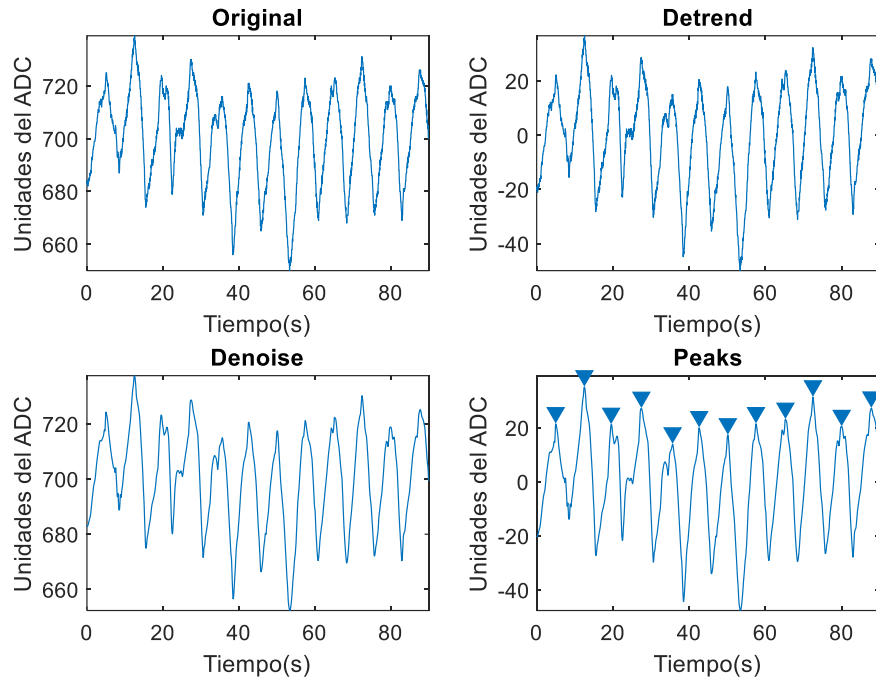 Original
Unidades del ADC
720
700
680
660
0 20 40 60 80
Tiempo(s)
Detrend
Unidades del ADC
20
0
-20
-40
0 20 40 60 80
Tiempo(s)
Denoise
Unidades del ADC
720
700
680
660
0 20 40 60 80
Tiempo(s)
Peaks
Unidades del ADC
20
0
-20
-40
0 20 40 60 80
Tiempo(s)